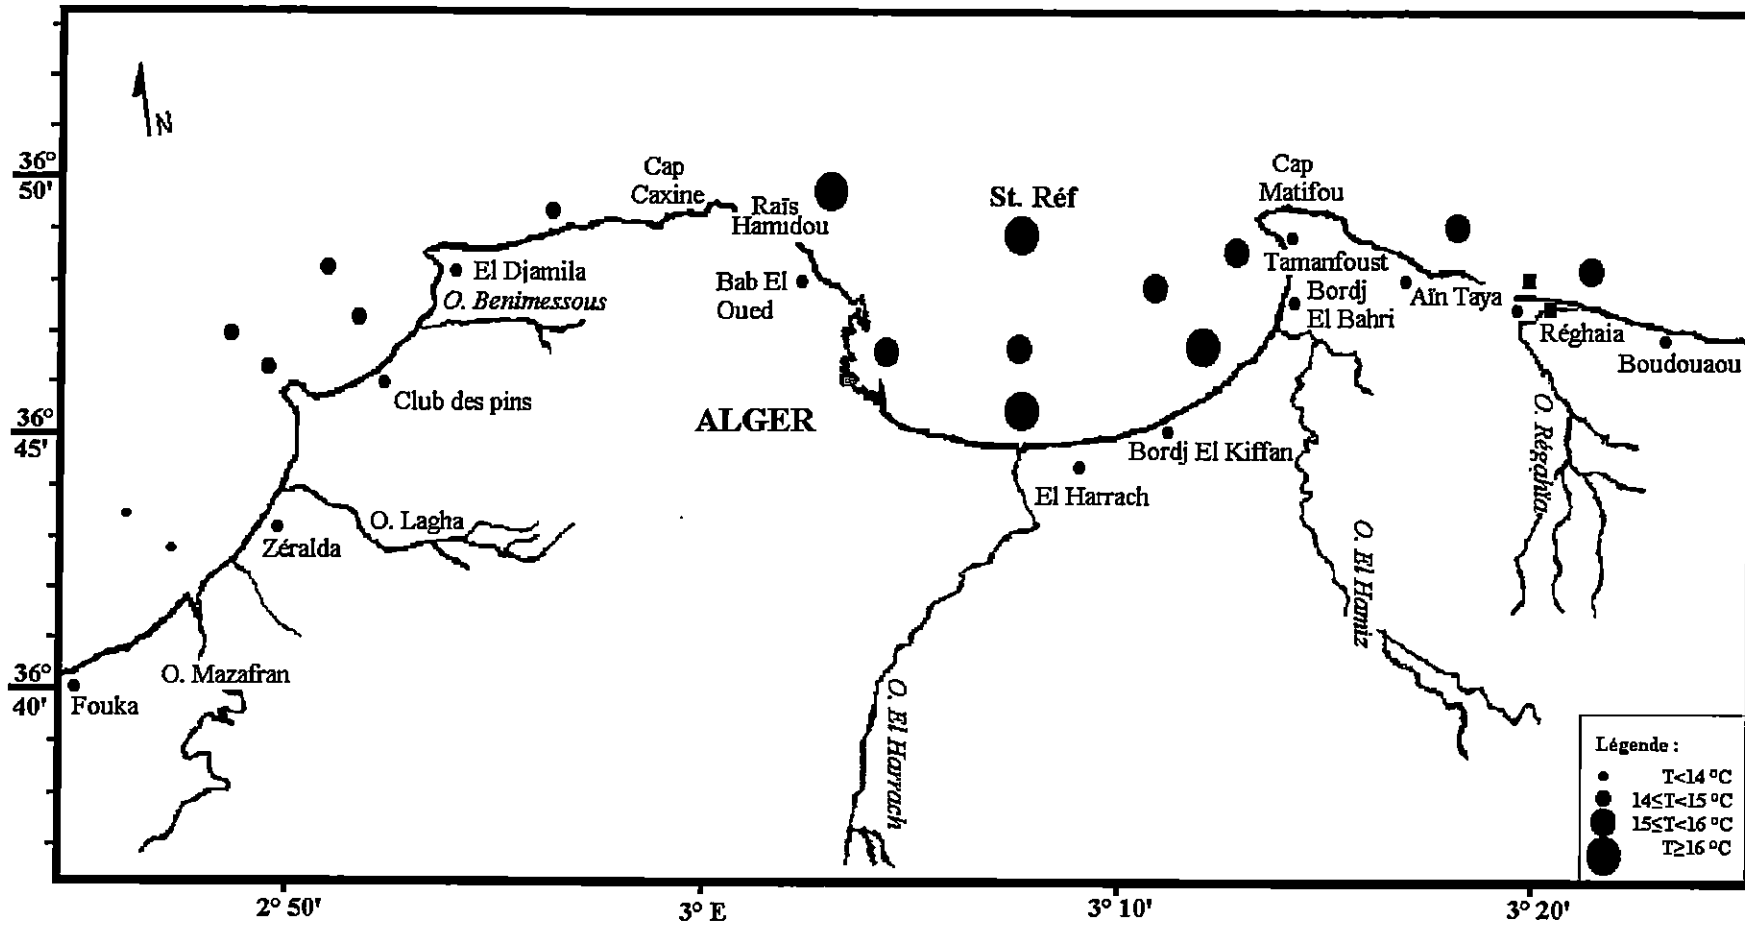 N
36°
50'
Cap
Caxine
Raïs
Hamidou
St. Réf
Cap
Matifou
El Djamila
O. Benimessous
Bab El
Oued
Tamanfoust
Bordj
El Bahri
Aïn Taya
Réghaia
Boudouaou
Club des pins
36°
45'
ALGER
Bordj El Kiffan
El Harrach
O. Régahïa
O. Lagha
Zéralda
O. El Hamiz
36°
40'
O. Mazafran
Fouka
O. El Harrach
Légende :
T<14 °C
14≤T<15 °C
15≤T<16 °C
T≥16 °C
2° 50'
3° E
3° 10'
3° 20'